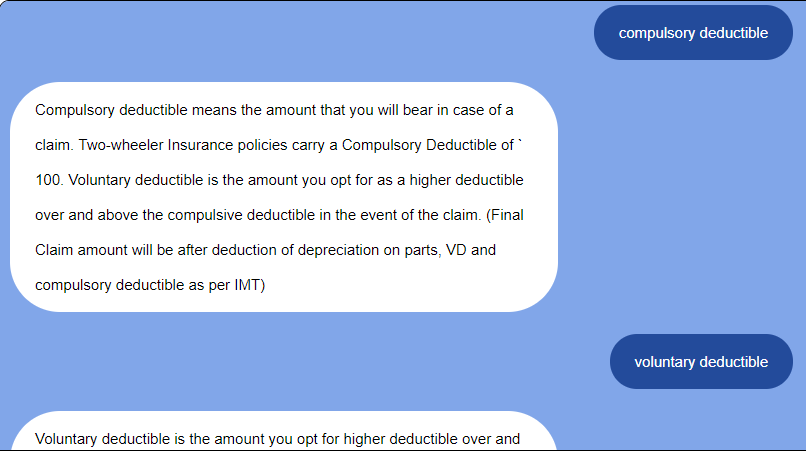 compulsory deductible
Compulsory deductible means the amount that you will bear in case of a
claim. Two-wheeler Insurance policies carry a Compulsory Deductible of `
100. Voluntary deductible is the amount you opt for as a higher deductible
over and above the compulsive deductible in the event of the claim. (Final
Claim amount will be after deduction of depreciation on parts, VD and
compulsory deductible as per IMT)
voluntary deductible
Voluntary deductible is the amount you opt for higher deductible over and